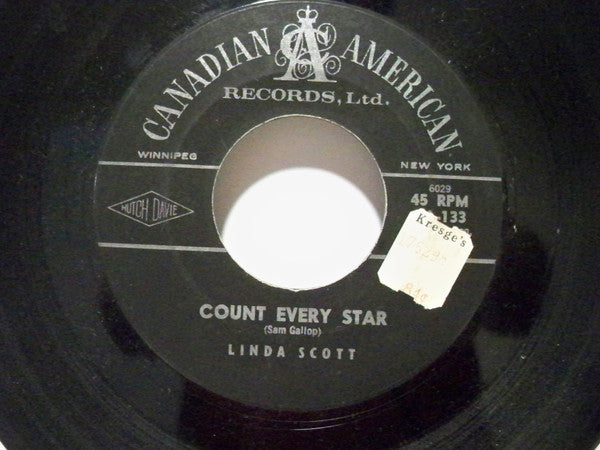 CANADIAN AMERICAN
RECORDS, Ltd.
WINNIPEG
NEW YORK
HUTCH DAVIE
6029
45 RPM
-133
Kresge's
COUNT EVERY STAR
(Sam Gallop)
LINDA SCOTT